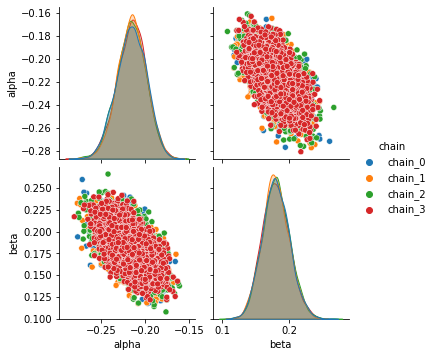 alpha
−0.16
−0.18
−0.20
−0.22
−0.24
−0.26
−0.28
chain
chain_0
chain_1
chain_2
chain_3
beta
0.250
0.225
0.200
0.175
0.150
0.125
0.100
−0.25
−0.20
−0.15
alpha
0.1
0.2
beta